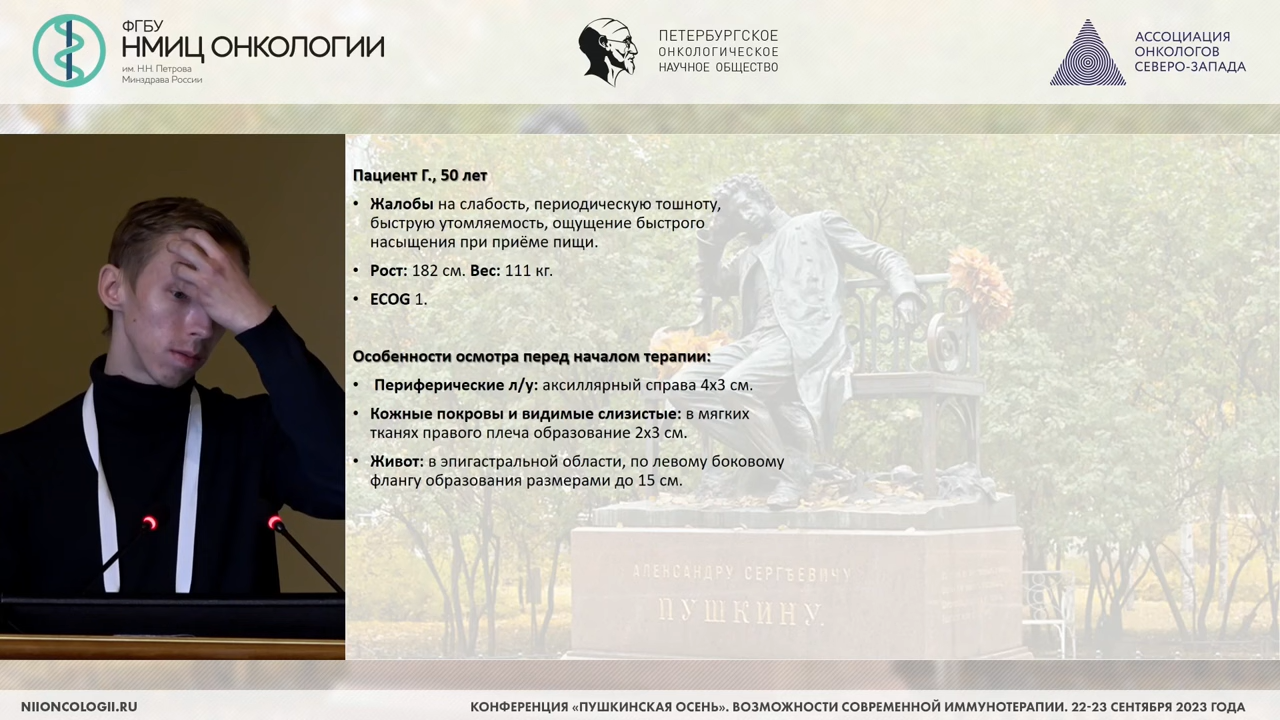 ФГБУ
НМИЦ ОНКОЛОГИИ
им. Н.Н. Петрова
Минздрава России
ПЕТЕРБУРГСКОЕ
ОНКОЛОГИЧЕСКОЕ
НАУЧНОЕ ОБЩЕСТВО
АССОЦИАЦИЯ
ОНКОЛОГОВ
СЕВЕРО-ЗАПАДА
Пациент Г., 50 лет
• Жалобы на слабость, периодическую тошноту,
быструю утомляемость, ощущение быстрого
насыщения при приёме пищи.
• Рост: 182 см. Вес: 111 кг.
• ECOG 1.
Особенности осмотра перед началом терапии:
• Периферические л/у: аксиллярный справа 4х3 см.
• Кожные покровы и видимые слизистые: в мягких
тканях правого плеча образование 2х3 см.
• Живот: в эпигастральной области, по левому боковому
флангу образования размерами до 15 см.
АЛЕКСАНДРУ СЕРГѢЕВИЧУ
ПУШКИНУ.
NIIONCOLOGII.RU
КОНФЕРЕНЦИЯ «ПУШКИНСКАЯ ОСЕНЬ». ВОЗМОЖНОСТИ СОВРЕМЕННОЙ ИММУНОТЕРАПИИ. 22-23 СЕНТЯБРЯ 2023 ГОДА